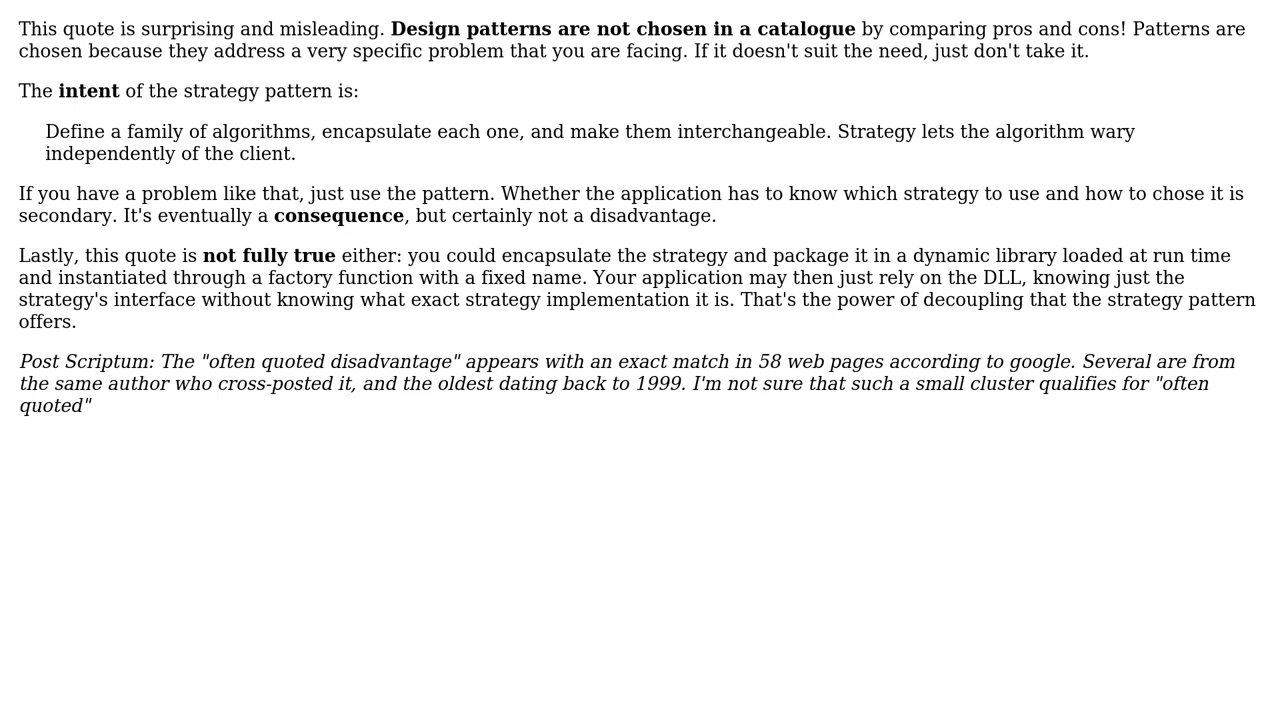 This quote is surprising and misleading. Design patterns are not chosen in a catalogue by comparing pros and cons! Patterns are
chosen because they address a very specific problem that you are facing. If it doesn't suit the need, just don't take it.
The intent of the strategy pattern is:
Define a family of algorithms, encapsulate each one, and make them interchangeable. Strategy lets the algorithm wary
independently of the client.
If you have a problem like that, just use the pattern. Whether the application has to know which strategy to use and how to chose it is
secondary. It's eventually a consequence, but certainly not a disadvantage.
Lastly, this quote is not fully true either: you could encapsulate the strategy and package it in a dynamic library loaded at run time
and instantiated through a factory function with a fixed name. Your application may then just rely on the DLL, knowing just the
strategy's interface without knowing what exact strategy implementation it is. That's the power of decoupling that the strategy pattern
offers.
Post Scriptum: The "often quoted disadvantage" appears with an exact match in 58 web pages according to google. Several are from
the same author who cross-posted it, and the oldest dating back to 1999. I'm not sure that such a small cluster qualifies for "often
quoted"